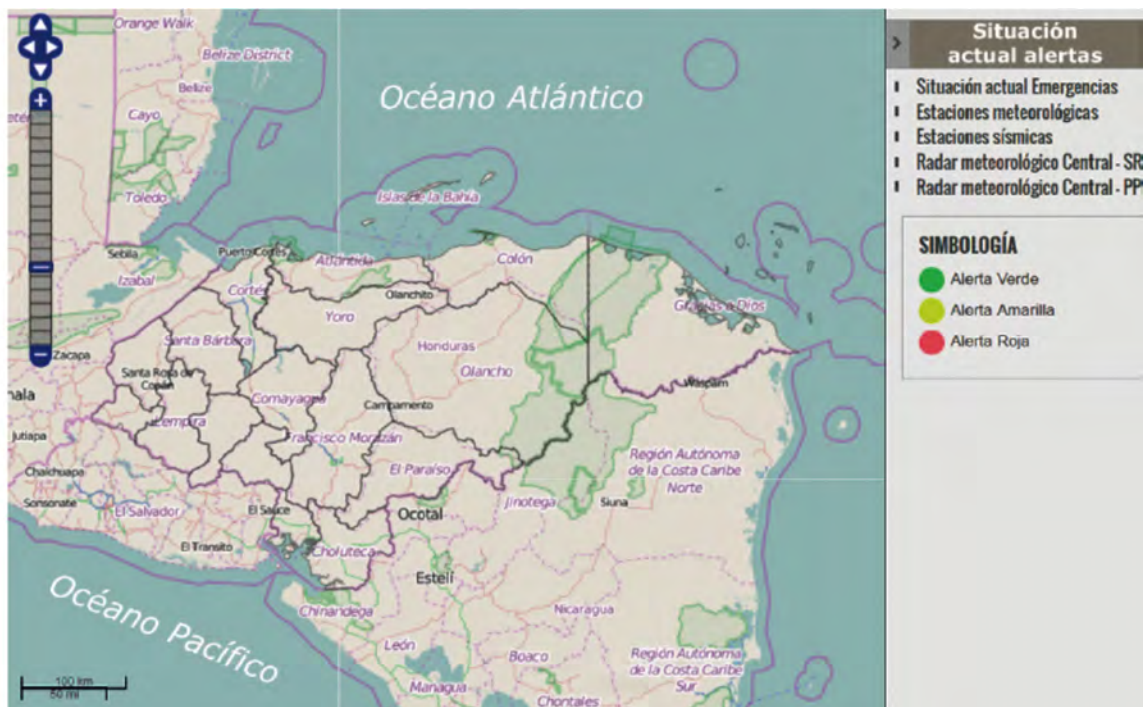 Orange Walk
Belize District
Belize
Cayo
Toledo
Océano Atlántico
Islas de la Bahía
Puerto Cortés
Sebilla
Izabal
Atlántida
Colón
Cortés
Olanchito
Yoro
Gracias a Dios
Santa Bárbara
Honduras
Zacapa
Santa Rosa de
Copán
Olancho
Waspam
Comayagua
Campamento
Lempira
Jutiapa
Francisco Morazán
Chalchuapa
El Paraíso
Región Autónoma
de la Costa Caribe
Norte
Sonsonate
El Salvador
El Sauce
Ocotal
Jinotega
Siuna
El Transito
Choluteca
Estelí
Océano Pacífico
Chinandega
Nicaragua
León
Boaco
Región Autónoma
de la Costa Caribe
Sur
Managua
Chontales
100 km
50 mi
Situación
actual alertas
Situación actual Emergencias
Estaciones meteorológicas
Estaciones sísmicas
Radar meteorológico Central - SR
Radar meteorológico Central - PP
SIMBOLOGÍA
Alerta Verde
Alerta Amarilla
Alerta Roja